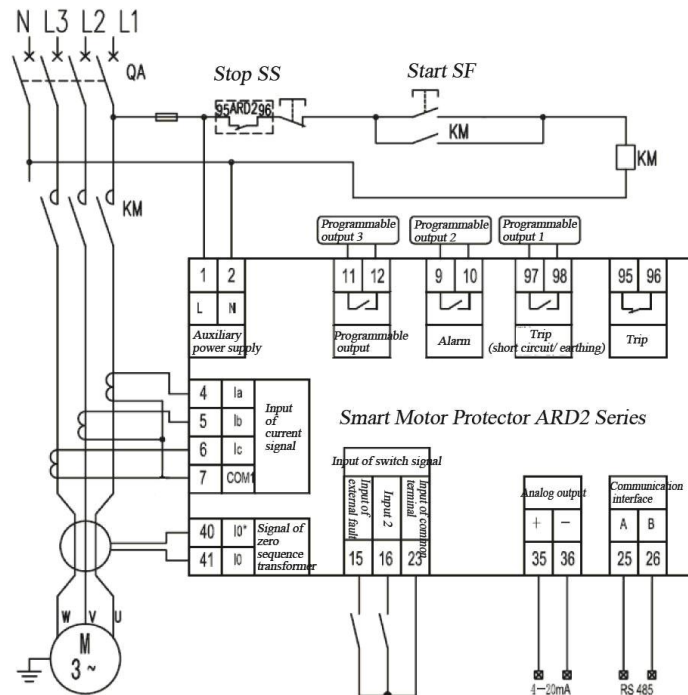 N L3 L2 L1
QA
Stop SS
Start SF
95 ARD2 96
KM
KM
KM
Programmable
output 3
Programmable
output 2
Programmable
output 1
1 2
11 12
9 10
97 98
95 96
L N
Auxiliary
power supply
Programmable
output
Alarm
Trip
(short circuit/ earthing)
Trip
4 Ia
5 Ib
6 Ic
7 COM1
Input
of
current
signal
Smart Motor Protector ARD2 Series
Input of switch signal
Input of
external fault
Input 2
Input of common
terminal
15 16 23
Analog output
+ −
35 36
Communication
interface
A B
25 26
40 I0*
41 I0
Signal of
zero
sequence
transformer
W V U
M
3 ~
4—20mA
RS 485